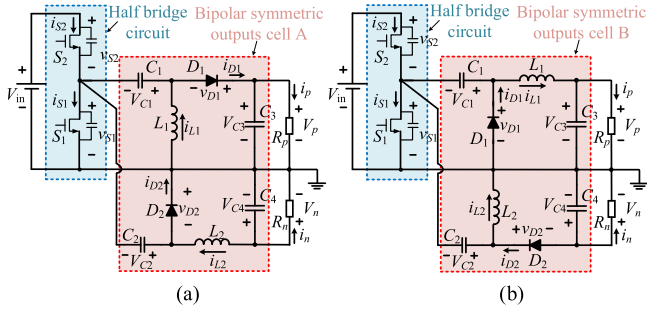 Half bridge
circuit
Bipolar symmetric
outputs cell A
i_S2
S_2
v_S2
V_in
i_S1
S_1
v_S1
C_1
V_C1
D_1
i_D1
v_D1
L_1
i_L1
C_3
V_C3
i_p
R_p
V_p
i_D2
D_2
v_D2
C_4
V_C4
R_n
V_n
i_n
C_2
V_C2
L_2
i_L2
(a)
Half bridge
circuit
Bipolar symmetric
outputs cell B
i_S2
S_2
v_S2
V_in
i_S1
S_1
v_S1
C_1
V_C1
L_1
i_D1
i_L1
v_D1
D_1
C_3
V_C3
i_p
R_p
V_p
i_L2
L_2
C_4
V_C4
R_n
V_n
i_n
C_2
V_C2
v_D2
i_D2
D_2
(b)